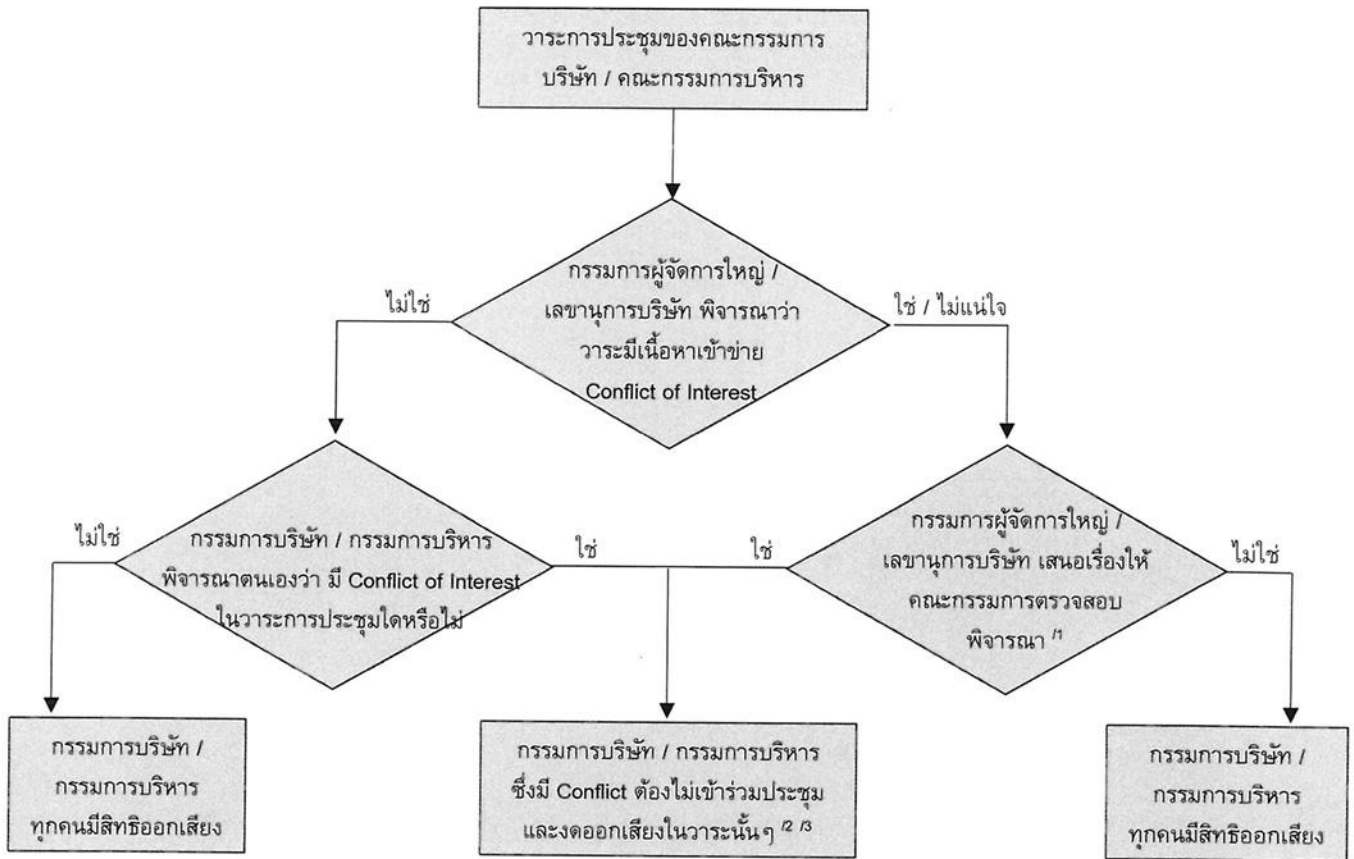 วาระการประชุมของคณะกรรมการ
บริษัท / คณะกรรมการบริหาร
กรรมการผู้จัดการใหญ่ /
เลขานุการบริษัท พิจารณาว่า
วาระมีเนื้อหาเข้าข่าย
Conflict of Interest
ไม่ใช่
ใช่ / ไม่แน่ใจ
กรรมการบริษัท / กรรมการบริหาร
พิจารณาตนเองว่า มี Conflict of Interest
ในวาระการประชุมใดหรือไม่
ไม่ใช่
ใช่
ใช่
กรรมการผู้จัดการใหญ่ /
เลขานุการบริษัท เสนอเรื่องให้
คณะกรรมการตรวจสอบ
พิจารณา /1
ไม่ใช่
กรรมการบริษัท /
กรรมการบริหาร
ทุกคนมีสิทธิออกเสียง
กรรมการบริษัท / กรรมการบริหาร
ซึ่งมี Conflict ต้องไม่เข้าร่วมประชุม
และงดออกเสียงในวาระนั้นๆ /2 /3
กรรมการบริษัท /
กรรมการบริหาร
ทุกคนมีสิทธิออกเสียง